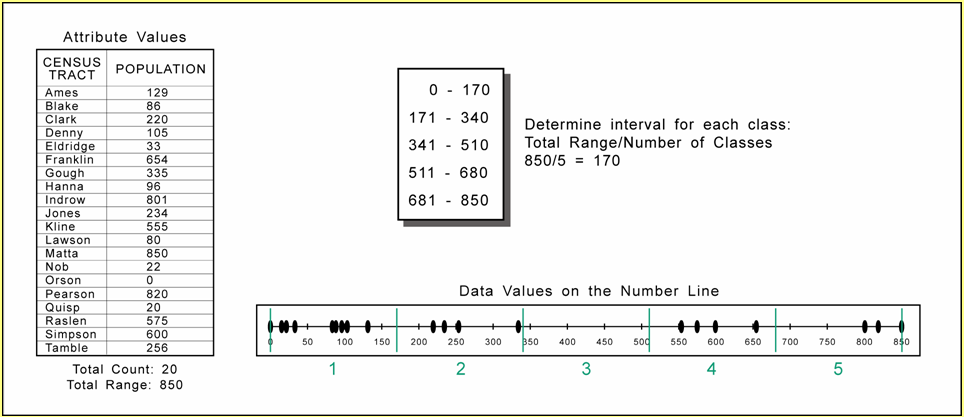 Attribute Values
CENSUS TRACT POPULATION
Ames 129
Blake 86
Clark 220
Denny 105
Eldridge 33
Franklin 654
Gough 335
Hanna 96
Indrow 801
Jones 234
Kline 555
Lawson 80
Matta 850
Nob 22
Orson 0
Pearson 820
Quisp 20
Raslen 575
Simpson 600
Tamble 256
Total Count: 20
Total Range: 850
0 - 170
171 - 340
341 - 510
511 - 680
681 - 850
Determine interval for each class:
Total Range/Number of Classes
850/5 = 170
Data Values on the Number Line
0 50 100 150 200 250 300 350 400 450 500 550 600 650 700 750 800 850
1 2 3 4 5